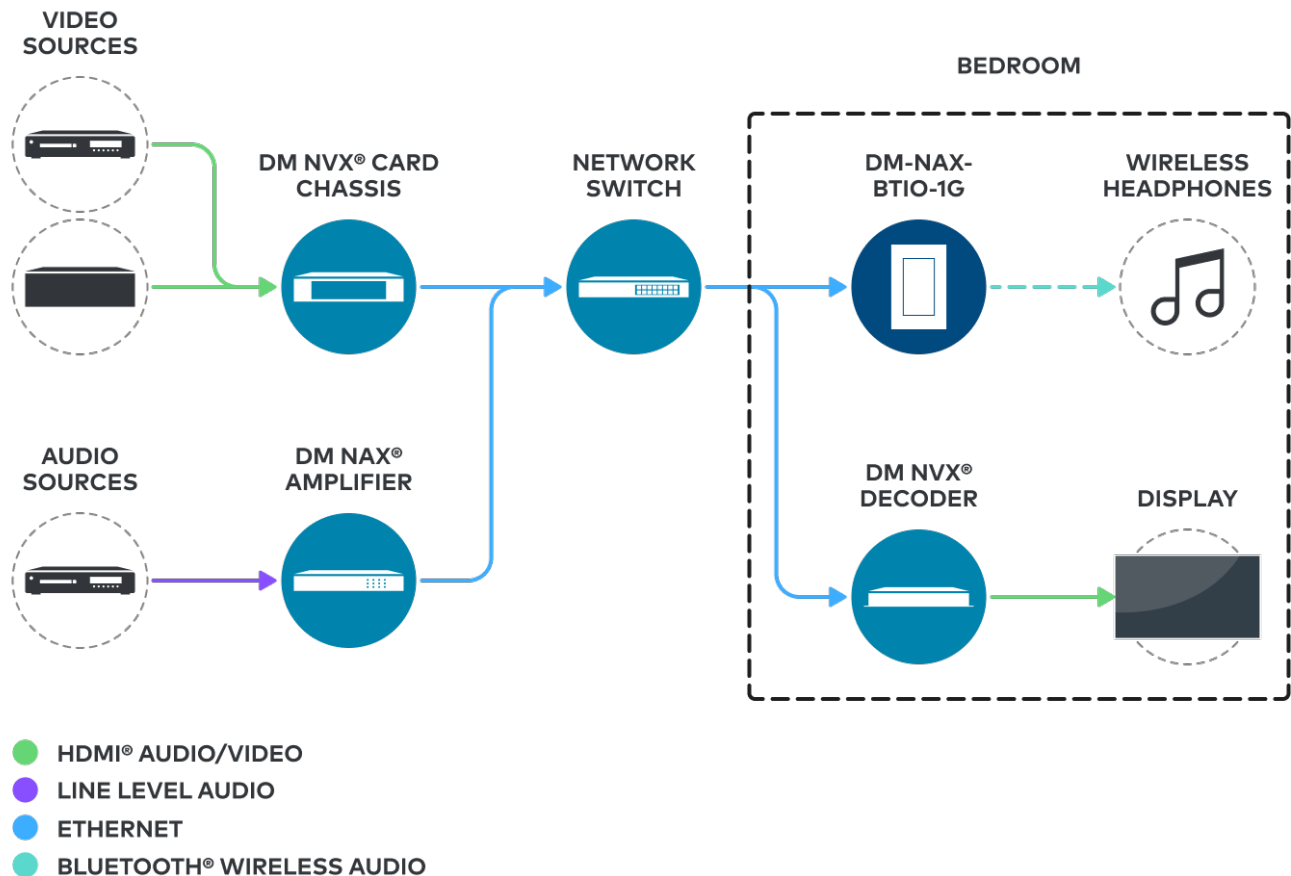 VIDEO
SOURCES
BEDROOM
DM NVX® CARD
CHASSIS
NETWORK
SWITCH
DM-NAX-
BTIO-1G
WIRELESS
HEADPHONES
AUDIO
SOURCES
DM NAX®
AMPLIFIER
DM NVX®
DECODER
DISPLAY
HDMI® AUDIO/VIDEO
LINE LEVEL AUDIO
ETHERNET
BLUETOOTH® WIRELESS AUDIO